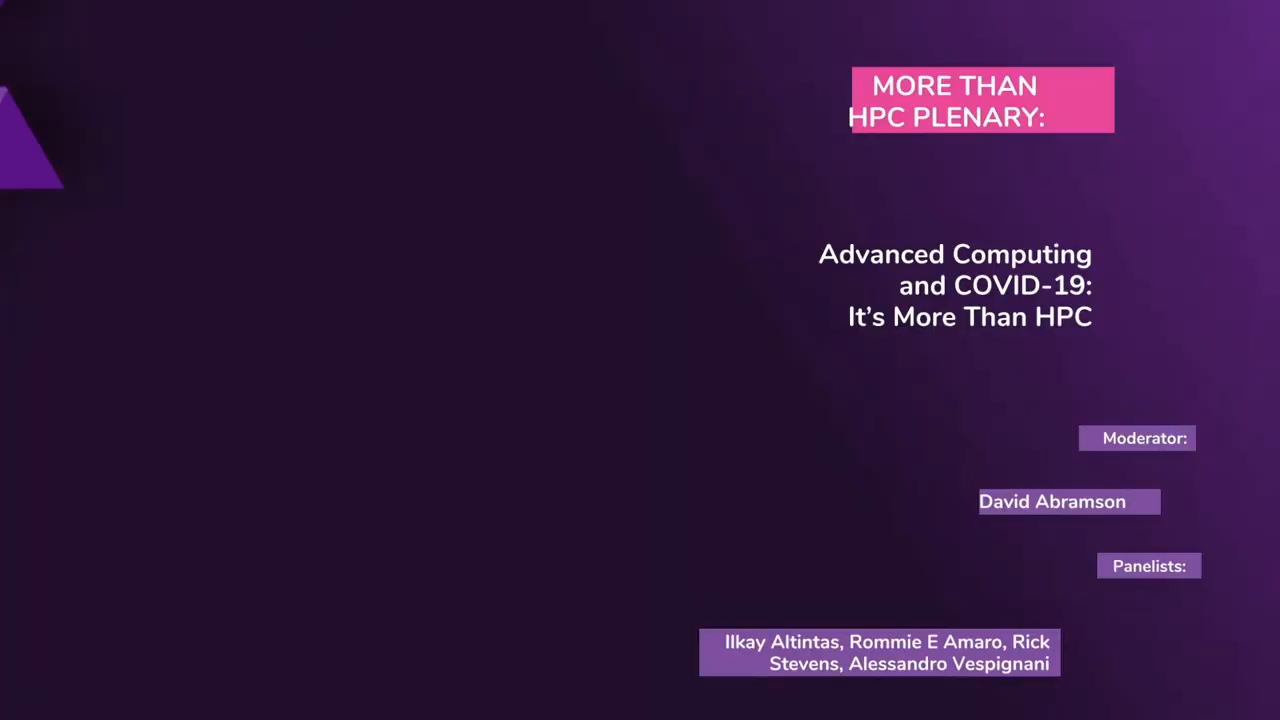 MORE THAN
HPC PLENARY:
Advanced Computing
and COVID-19:
It's More Than HPC
Moderator:
David Abramson
Panelists:
Ilkay Altintas, Rommie E Amaro, Rick
Stevens, Alessandro Vespignani